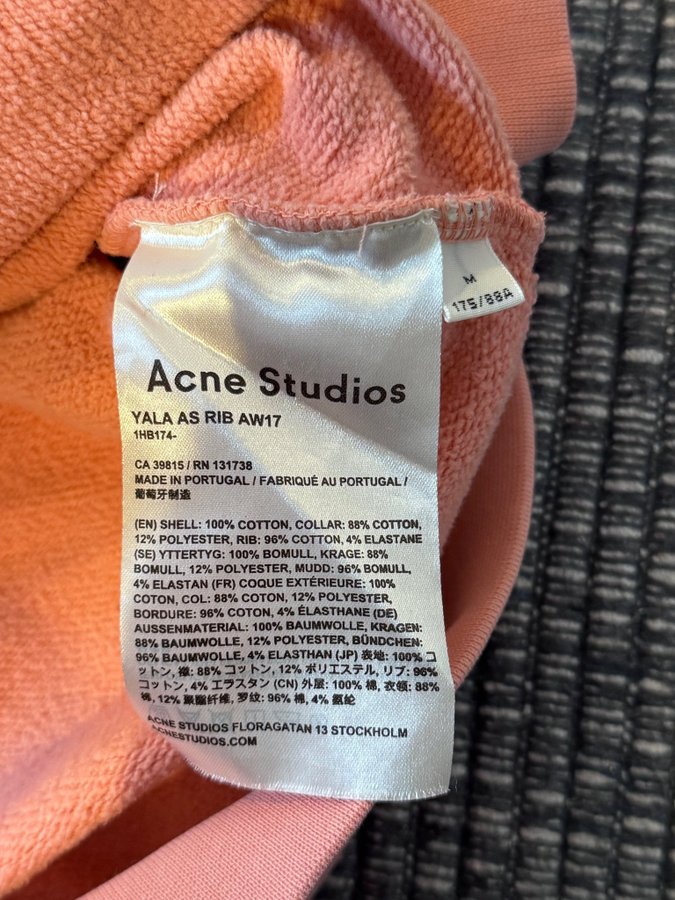 M
175/88A
Acne Studios
YALA AS RIB AW17
1HB174-
CA 39815 / RN 131738
MADE IN PORTUGAL / FABRIQUÉ AU PORTUGAL /
葡萄牙制造
(EN) SHELL: 100% COTTON, COLLAR: 88% COTTON,
12% POLYESTER, RIB: 96% COTTON, 4% ELASTANE
(SE) YTTERTYG: 100% BOMULL, KRAGE: 88%
BOMULL, 12% POLYESTER, MUDD: 96% BOMULL,
4% ELASTAN (FR) COQUE EXTÉRIEURE: 100%
COTON, COL: 88% COTON, 12% POLYESTER,
BORDURE: 96% COTON, 4% ÉLASTHANE (DE)
AUSSENMATERIAL: 100% BAUMWOLLE, KRAGEN:
88% BAUMWOLLE, 12% POLYESTER, BÜNDCHEN:
96% BAUMWOLLE, 4% ELASTHAN (JP) 表地: 100% コ
ットン, 襟: 88% コットン, 12% ポリエステル, リブ: 96%
コットン, 4% エラスタン (CN) 外层: 100% 棉, 衣领: 88%
棉, 12% 聚酯纤维, 罗纹: 96% 棉, 4% 氨纶
ACNE STUDIOS FLORAGATAN 13 STOCKHOLM
ACNESTUDIOS.COM